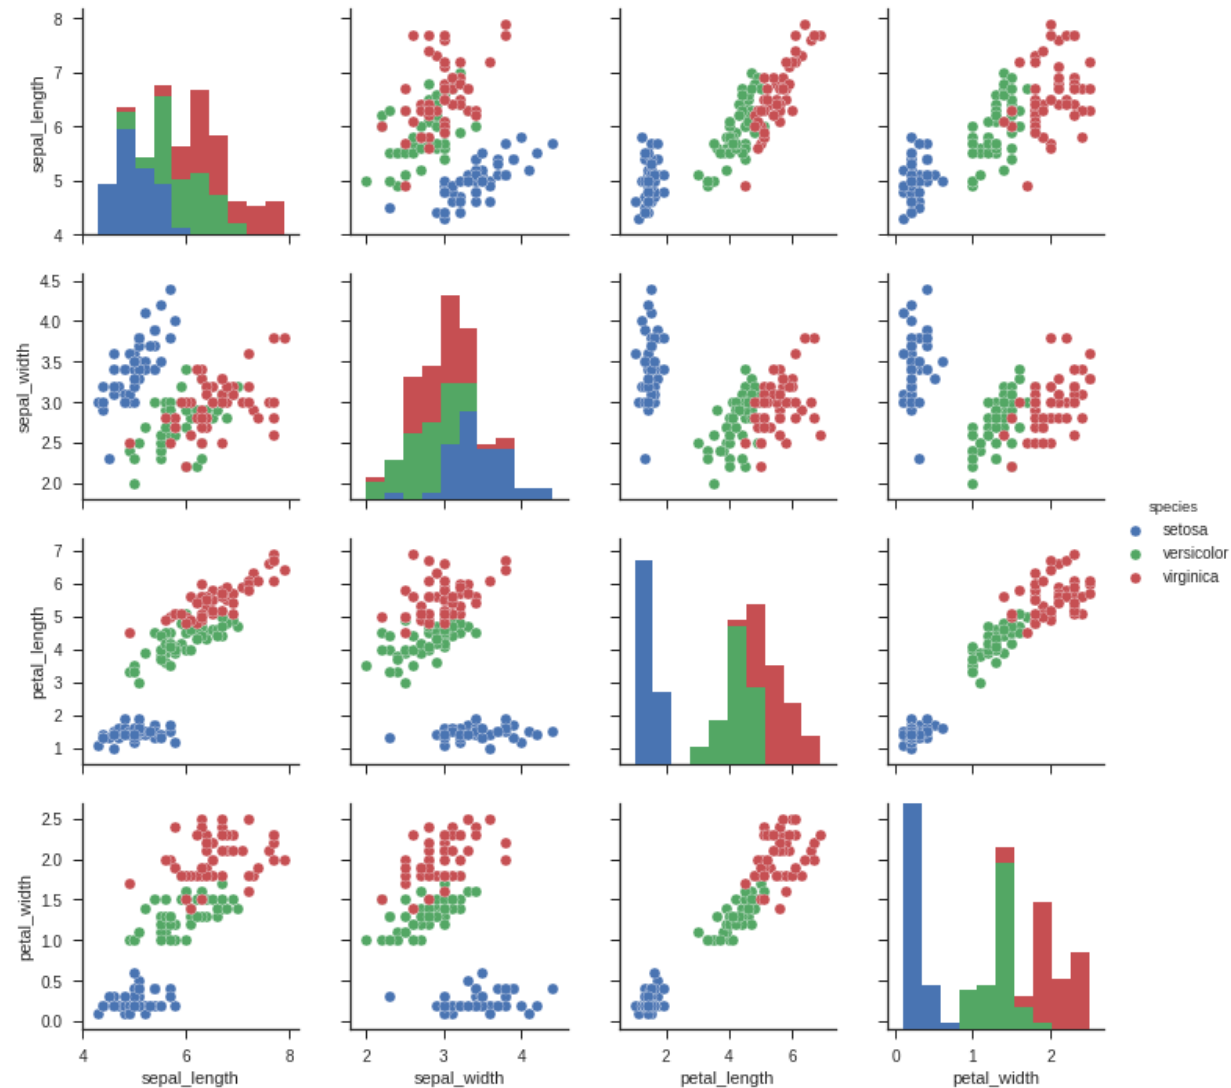 8
7
6
5
4
sepal_length
4.5
4.0
3.5
3.0
2.5
2.0
sepal_width
species
setosa
versicolor
virginica
7
6
5
4
3
2
1
petal_length
2.5
2.0
1.5
1.0
0.5
0.0
petal_width
4 6 8 2 3 4 2 4 6 0 1 2
sepal_length sepal_width petal_length petal_width